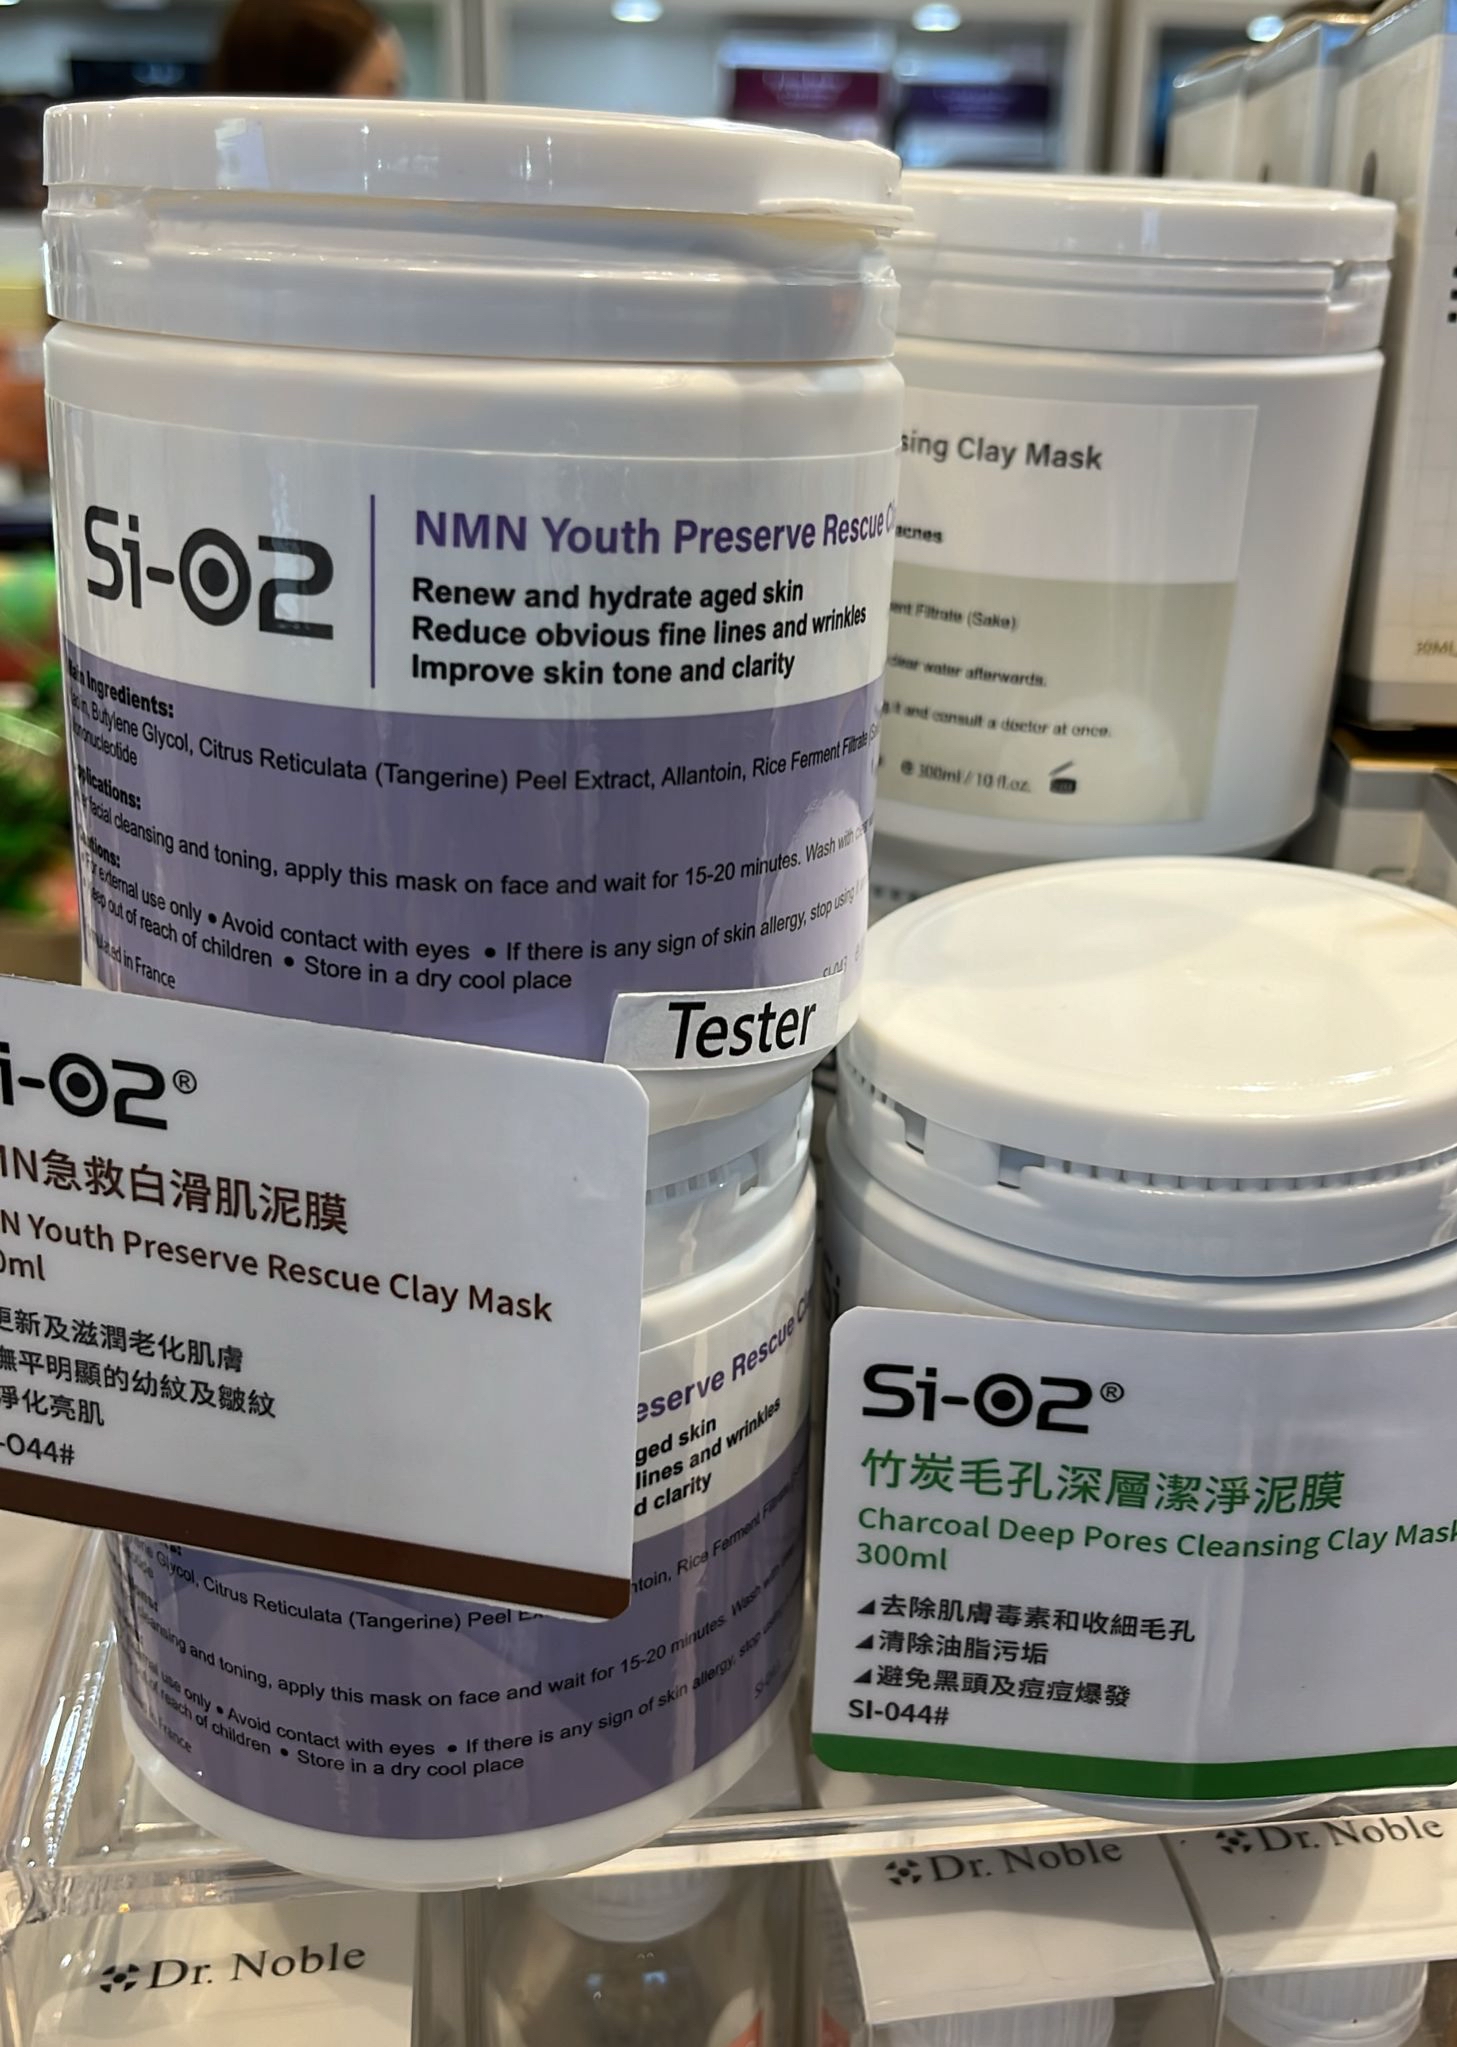 Si-O2
NMN Youth Preserve Rescue
Renew and hydrate aged skin
Reduce obvious fine lines and wrinkles
Improve skin tone and clarity
Ingredients:
Butylene Glycol, Citrus Reticulata (Tangerine) Peel Extract, Allantoin, Rice Ferment Filtrate
facial cleansing and toning, apply this mask on face and wait for 15-20 minutes. Wash with
For external use only • Avoid contact with eyes • If there is any sign of skin allergy, stop using
out of reach of children • Store in a dry cool place
in France
Tester
Clay Mask
acnes
Filtrate (Sake)
clear water afterwards.
and consult a doctor at once.
300ml / 10 fl.oz.
30ML
i-O2®
急救白滑肌泥膜
N Youth Preserve Rescue Clay Mask
0ml
更新及滋潤老化肌膚
撫平明顯的幼紋及皺紋
淨化亮肌
-O44#
eserve Rescue
ged skin
lines and wrinkles
d clarity
Glycol, Citrus Reticulata (Tangerine) Peel
ntoin, Rice Ferment Filtrate
and toning, apply this mask on face and wait for 15-20 minutes. Wash with
use only • Avoid contact with eyes • If there is any sign of skin allergy, stop
of reach of children • Store in a dry cool place
France
Si-O2®
竹炭毛孔深層潔淨泥膜
Charcoal Deep Pores Cleansing Clay Mask
300ml
◢去除肌膚毒素和收細毛孔
◢清除油脂污垢
◢避免黑頭及痘痘爆發
SI-044#
Dr. Noble
Dr. Noble
Dr. Noble